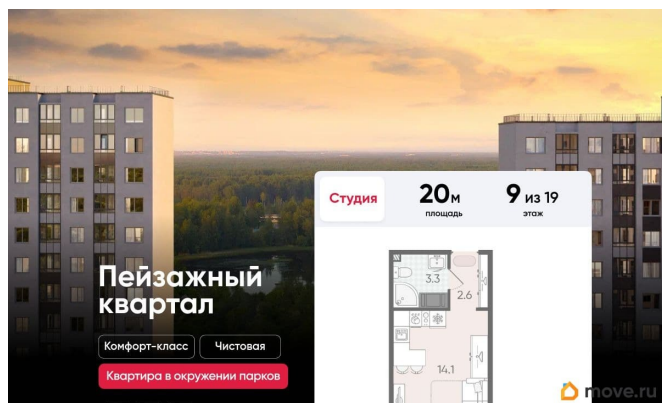 Студия
20м
площадь
9 из 19
этаж
3.3
2.6
14.1
Пейзажный
квартал
Комфорт-класс
Чистовая
Квартира в окружении парков
move.ru